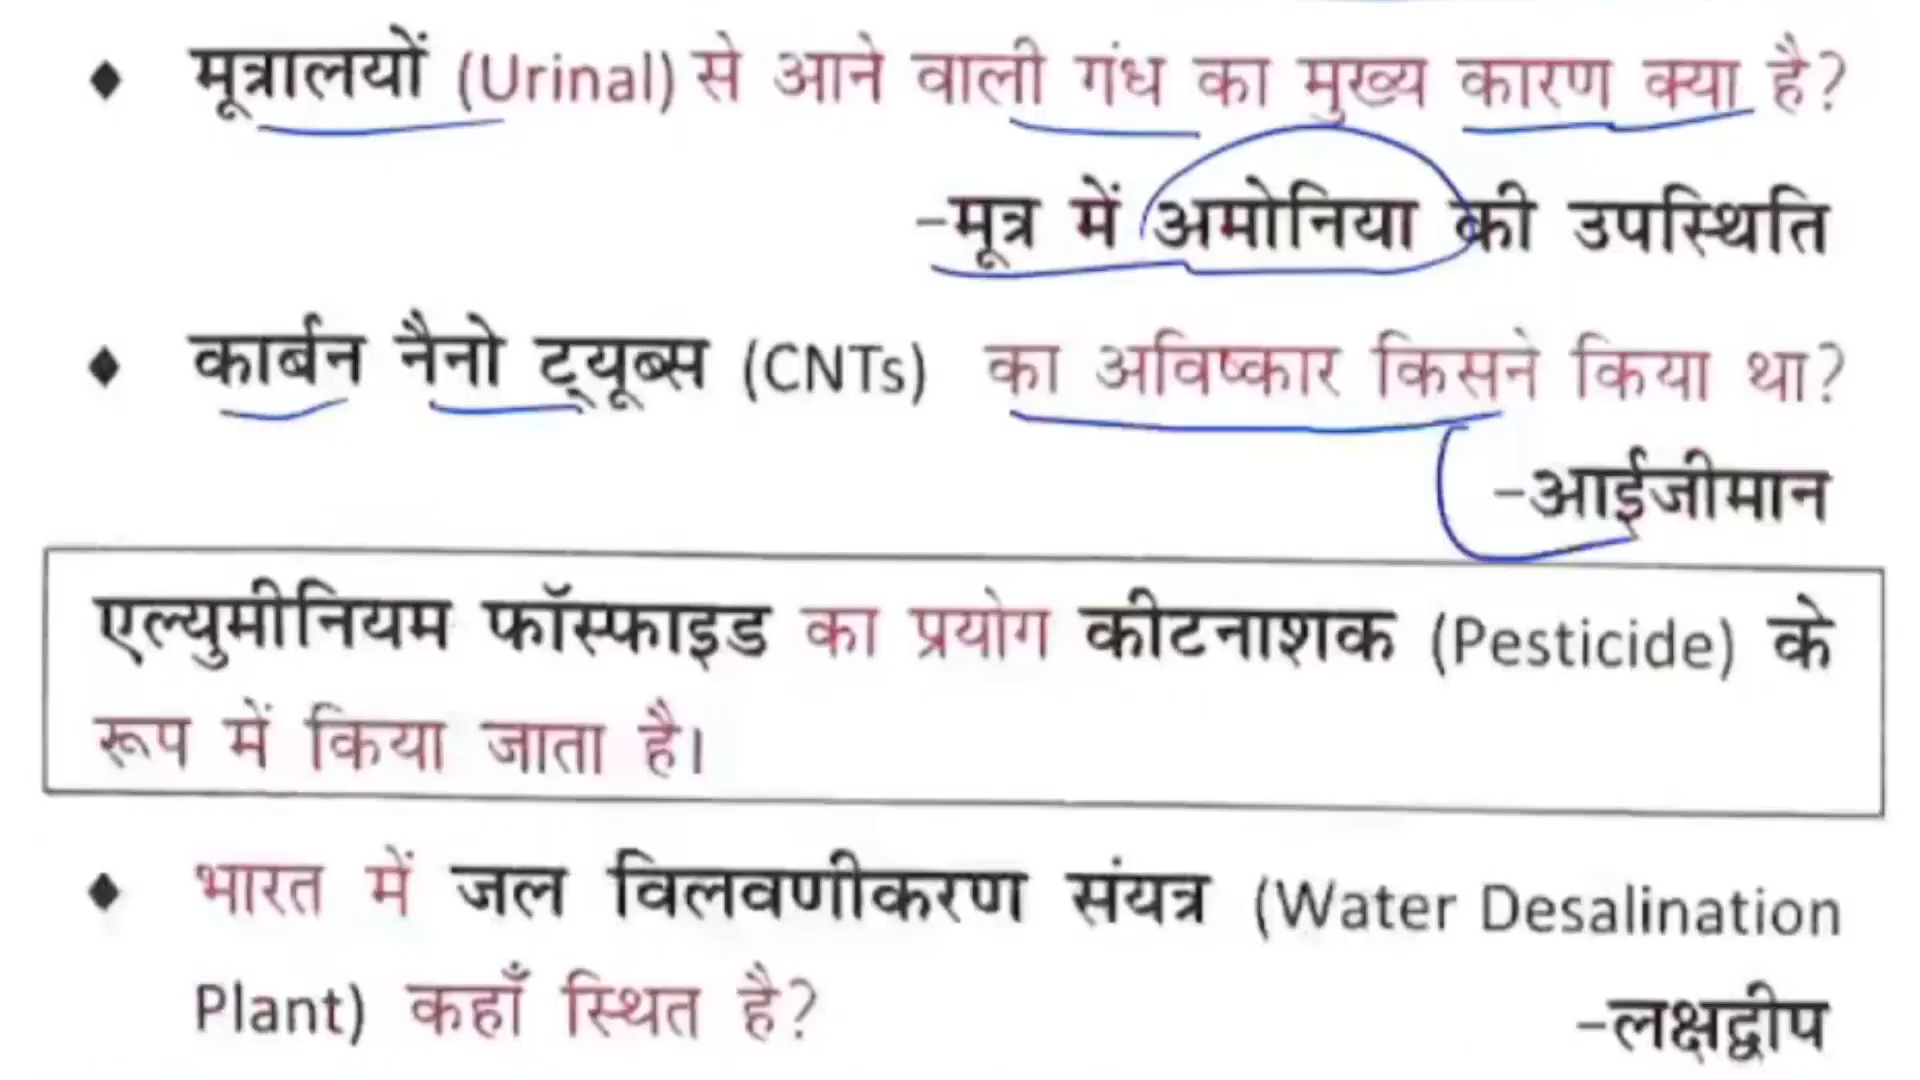 ♦ मूत्रालयों (Urinal) से आने वाली गंध का मुख्य कारण क्या है?
-मूत्र में अमोनिया की उपस्थिति
♦ कार्बन नैनो ट्यूब्स (CNTs) का अविष्कार किसने किया था?
-आईजीमान
एल्युमीनियम फॉस्फाइड का प्रयोग कीटनाशक (Pesticide) के
रूप में किया जाता है।
♦ भारत में जल विलवणीकरण संयत्र (Water Desalination
Plant) कहाँ स्थित है?
-लक्षद्वीप